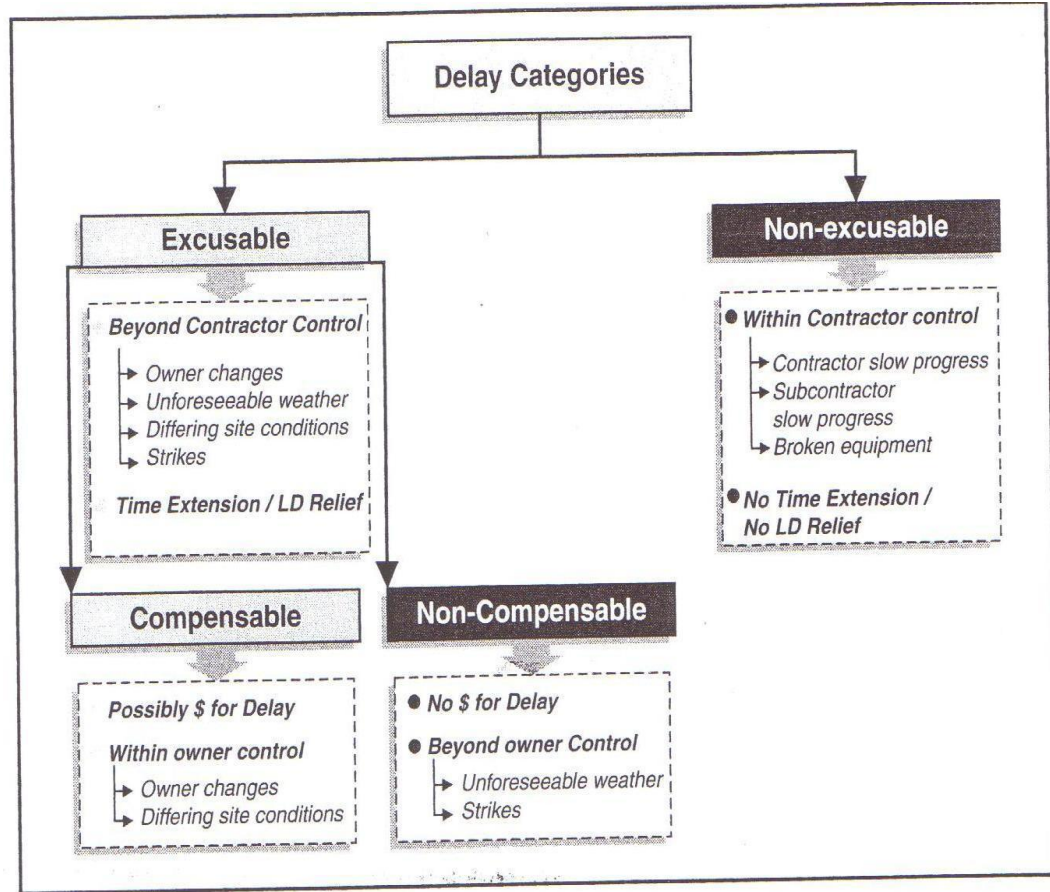 Delay Categories
Excusable
Beyond Contractor Control
Owner changes
Unforeseeable weather
Differing site conditions
Strikes
Time Extension / LD Relief
Compensable
Possibly $ for Delay
Within owner control
Owner changes
Differing site conditions
Non-Compensable
No $ for Delay
Beyond owner Control
Unforeseeable weather
Strikes
Non-excusable
Within Contractor control
Contractor slow progress
Subcontractor
slow progress
Broken equipment
No Time Extension /
No LD Relief